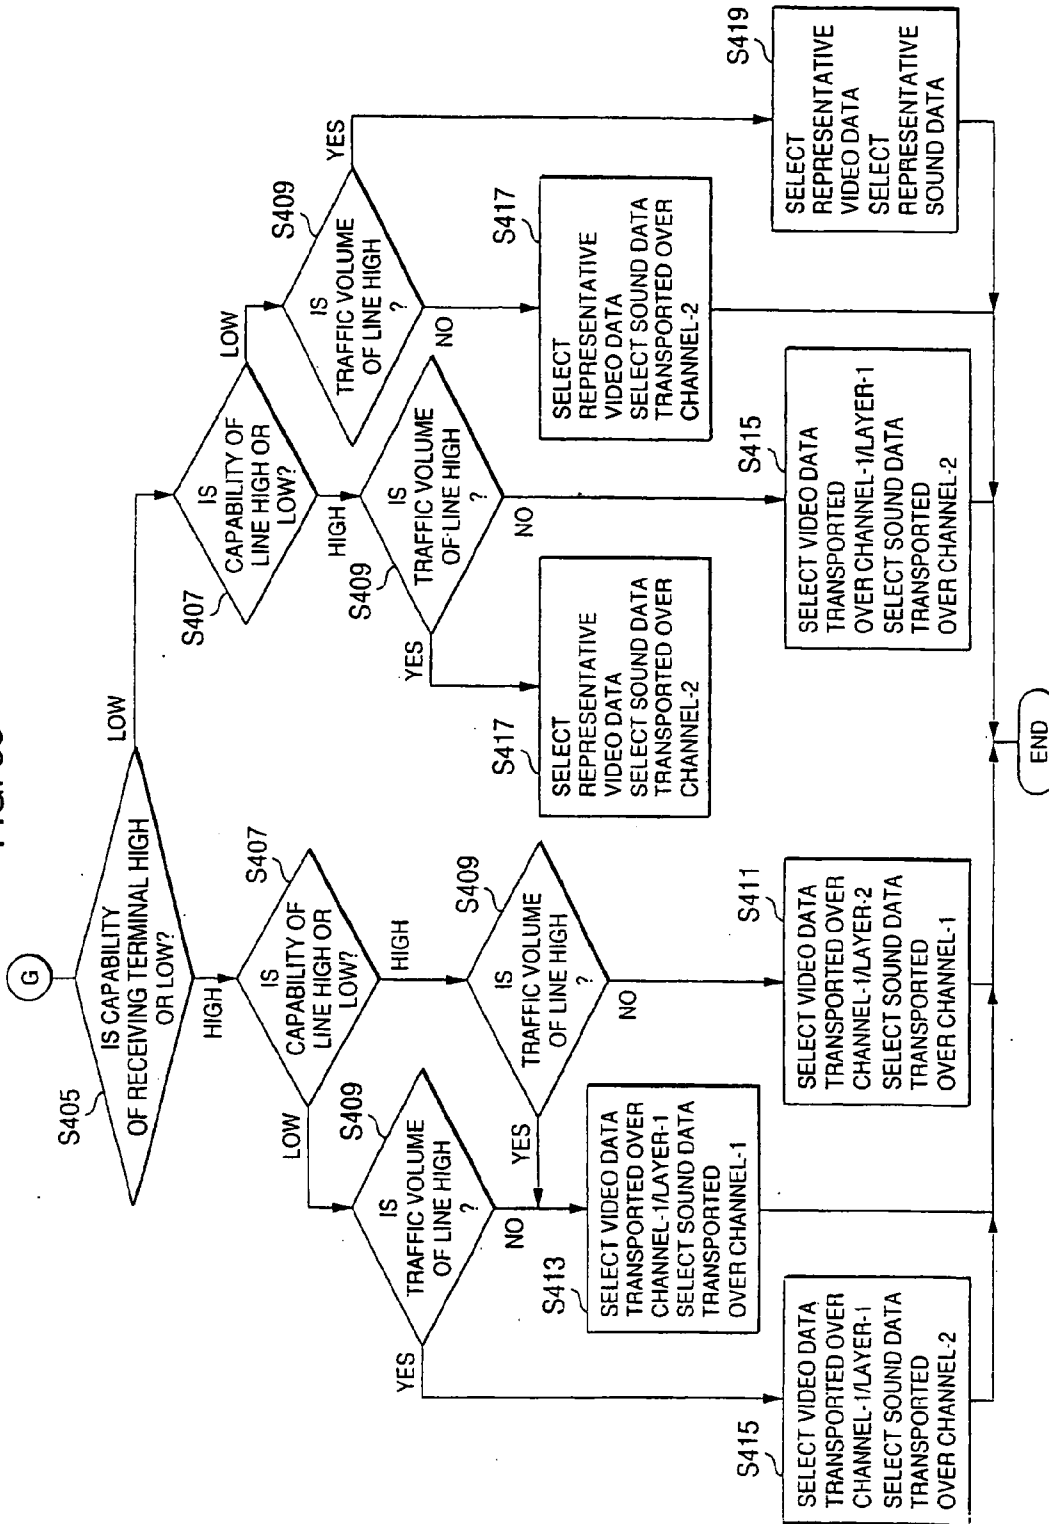 G
S405
IS CAPABILITY
OF RECEIVING TERMINAL HIGH
OR LOW?
HIGH
LOW
S407
IS
CAPABILITY OF
LINE HIGH OR
LOW?
LOW
HIGH
S407
IS
CAPABILITY OF
LINE HIGH OR
LOW?
HIGH
LOW
S409
IS
TRAFFIC VOLUME
OF LINE HIGH
?
YES
NO
S409
IS
TRAFFIC VOLUME
OF LINE HIGH
?
YES
NO
S409
IS
TRAFFIC VOLUME
OF LINE HIGH
?
YES
NO
S409
IS
TRAFFIC VOLUME
OF LINE HIGH
?
YES
NO
S415
SELECT VIDEO DATA
TRANSPORTED OVER
CHANNEL-1/LAYER-1
SELECT SOUND DATA
TRANSPORTED
OVER CHANNEL-2
S413
SELECT VIDEO DATA
TRANSPORTED OVER
CHANNEL-1/LAYER-1
SELECT SOUND DATA
TRANSPORTED
OVER CHANNEL-1
S411
SELECT VIDEO DATA
TRANSPORTED OVER
CHANNEL-1/LAYER-2
SELECT SOUND DATA
TRANSPORTED
OVER CHANNEL-1
S417
SELECT
REPRESENTATIVE
VIDEO DATA
SELECT SOUND DATA
TRANSPORTED OVER
CHANNEL-2
S415
SELECT VIDEO DATA
TRANSPORTED
OVER CHANNEL-1/LAYER-1
SELECT SOUND DATA
TRANSPORTED
OVER CHANNEL-2
S417
SELECT
REPRESENTATIVE
VIDEO DATA
SELECT SOUND DATA
TRANSPORTED OVER
CHANNEL-2
S419
SELECT
REPRESENTATIVE
VIDEO DATA
SELECT
REPRESENTATIVE
SOUND DATA
END